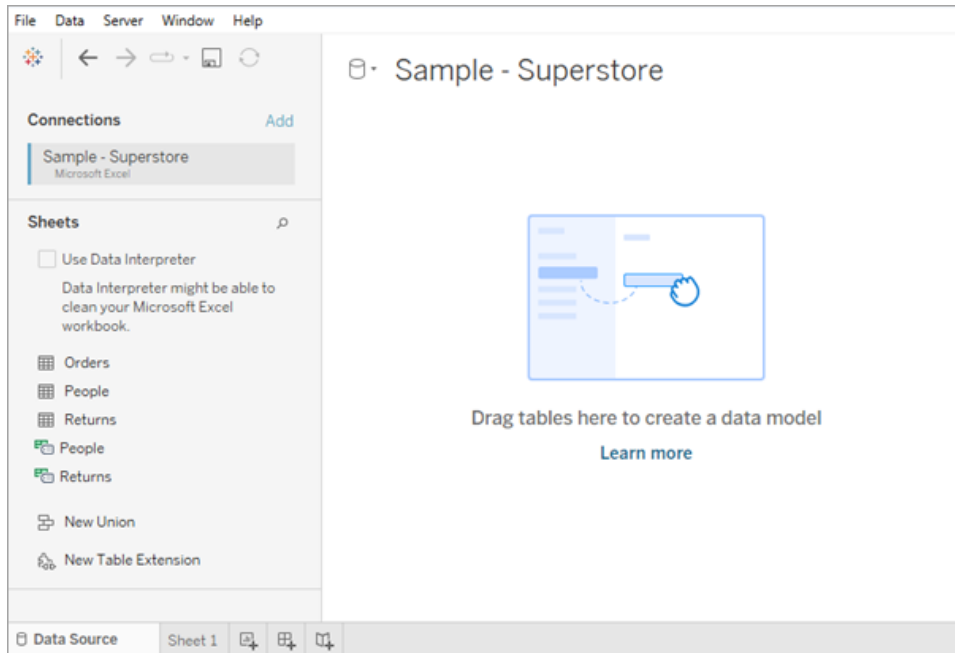 File Data Server Window Help
Sample - Superstore
Connections Add
Sample - Superstore
Microsoft Excel
Sheets
Use Data Interpreter
Data Interpreter might be able to
clean your Microsoft Excel
workbook.
Orders
People
Returns
People
Returns
New Union
New Table Extension
Drag tables here to create a data model
Learn more
Data Source Sheet 1